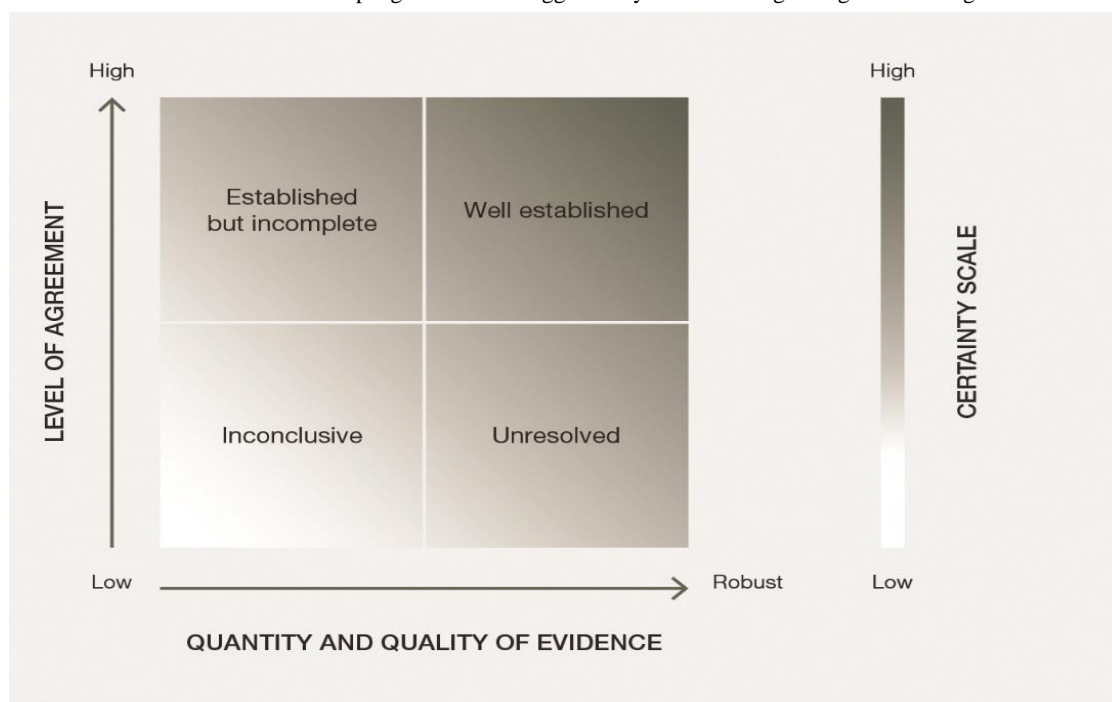 High
High
LEVEL OF AGREEMENT
Established
but incomplete
Well established
CERTAINTY SCALE
Inconclusive
Unresolved
Low
Robust
Low
QUANTITY AND QUALITY OF EVIDENCE